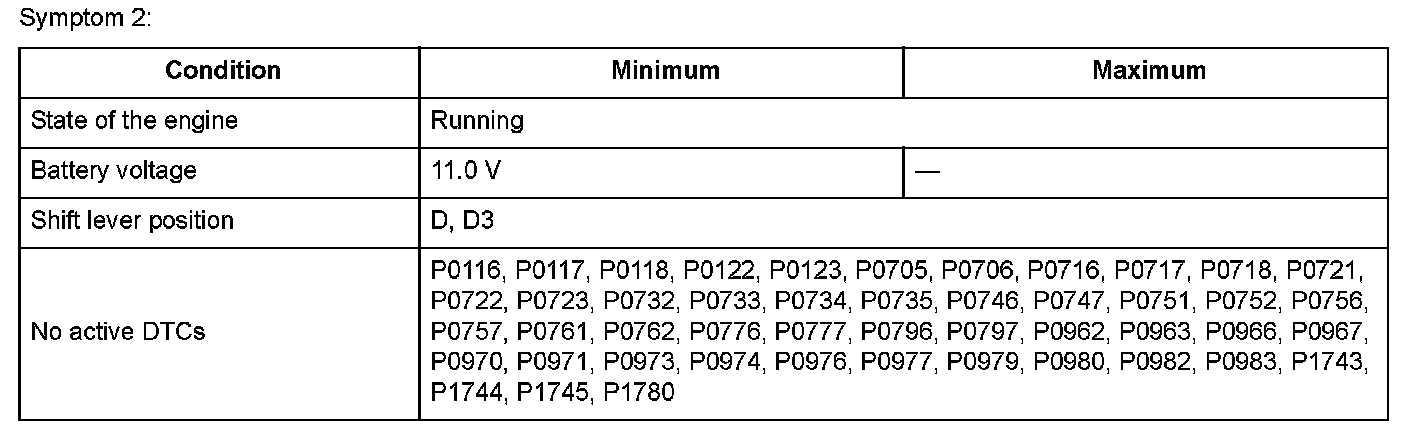 Symptom 2:
Condition Minimum Maximum
State of the engine Running
Battery voltage 11.0 V —
Shift lever position D, D3
No active DTCs
P0116, P0117, P0118, P0122, P0123, P0705, P0706, P0716, P0717, P0718, P0721,
P0722, P0723, P0732, P0733, P0734, P0735, P0746, P0747, P0751, P0752, P0756,
P0757, P0761, P0762, P0776, P0777, P0796, P0797, P0962, P0963, P0966, P0967,
P0970, P0971, P0973, P0974, P0976, P0977, P0979, P0980, P0982, P0983, P1743,
P1744, P1745, P1780